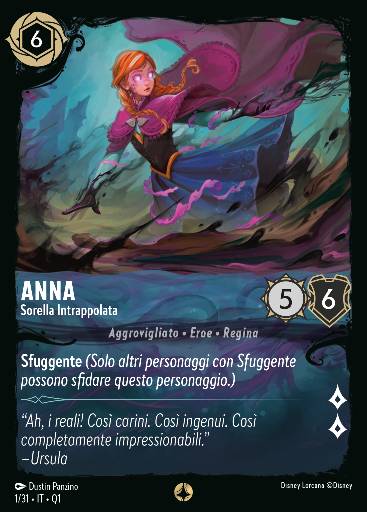 6
ANNA
Sorella Intrappolata
5
6
Aggrovigliato • Eroe • Regina
Sfuggente (Solo altri personaggi con Sfuggente
possono sfidare questo personaggio.)
“Ah, i reali! Così carini. Così ingenui. Così
completamente impressionabili.”
—Ursula
Dustin Panzino
Disney Lorcana ©Disney
1/31 • IT • Q1